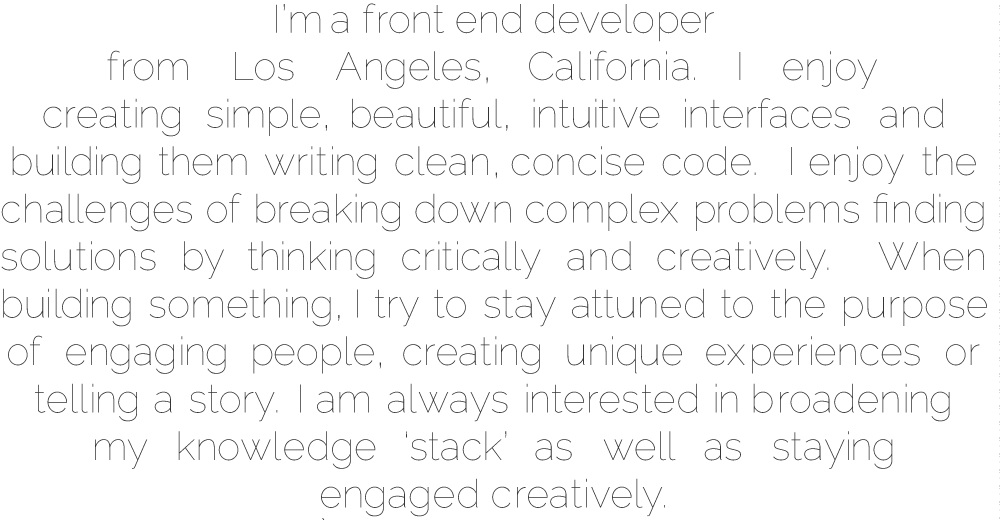 I'm a front end developer
from Los Angeles, California. I enjoy
creating simple, beautiful, intuitive interfaces and
building them writing clean, concise code. I enjoy the
challenges of breaking down complex problems finding
solutions by thinking critically and creatively. When
building something, I try to stay attuned to the purpose
of engaging people, creating unique experiences or
telling a story. I am always interested in broadening
my knowledge 'stack' as well as staying
engaged creatively.